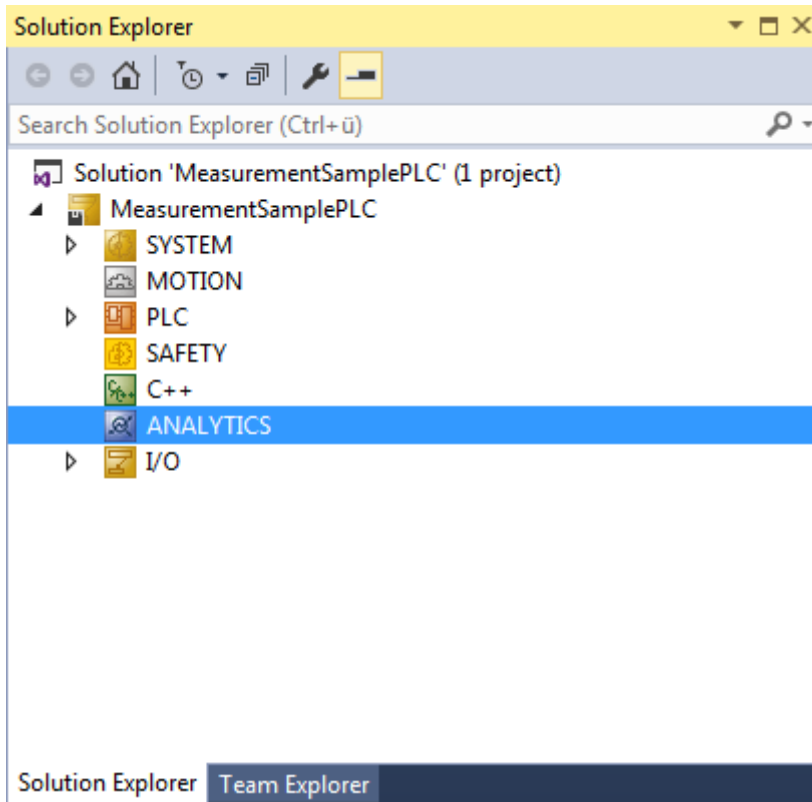 Solution Explorer
Search Solution Explorer (Ctrl+ü)
Solution 'MeasurementSamplePLC' (1 project)
MeasurementSamplePLC
SYSTEM
MOTION
PLC
SAFETY
C++
ANALYTICS
I/O
Solution Explorer Team Explorer